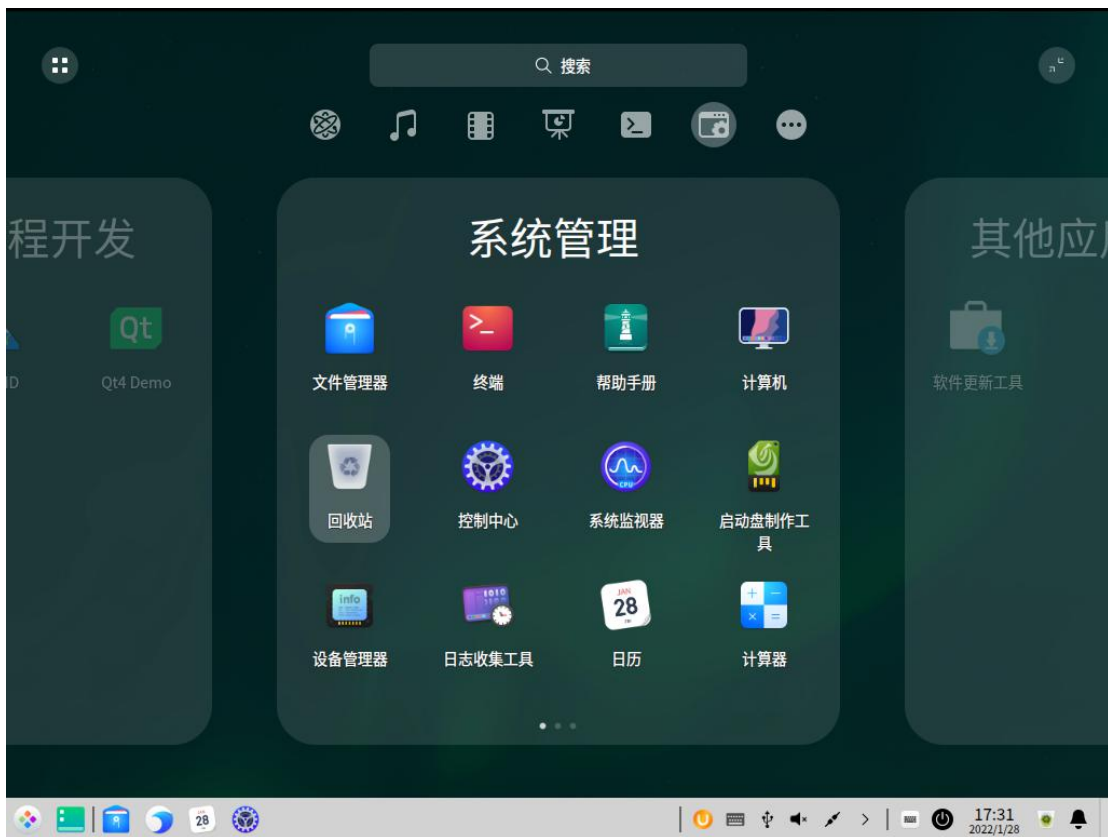 搜索
程开发
系统管理
其他应
Qt
>_
Qt4 Demo
文件管理器
终端
帮助手册
计算机
软件更新工具
CPU
回收站
控制中心
系统监视器
启动盘制作工
具
info
1010
JAN
28
设备管理器
日志收集工具
日历
计算器
28
17:31
2022/1/28